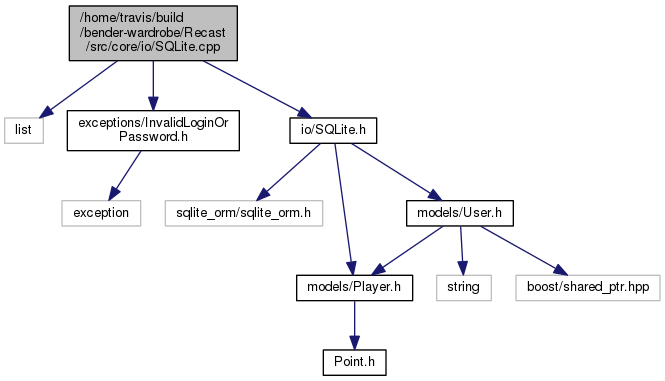 /home/travis/build
/bender-wardrobe/Recast
/src/core/io/SQLite.cpp
list
exceptions/InvalidLoginOr
Password.h
io/SQLite.h
exception
sqlite_orm/sqlite_orm.h
models/User.h
models/Player.h
string
boost/shared_ptr.hpp
Point.h